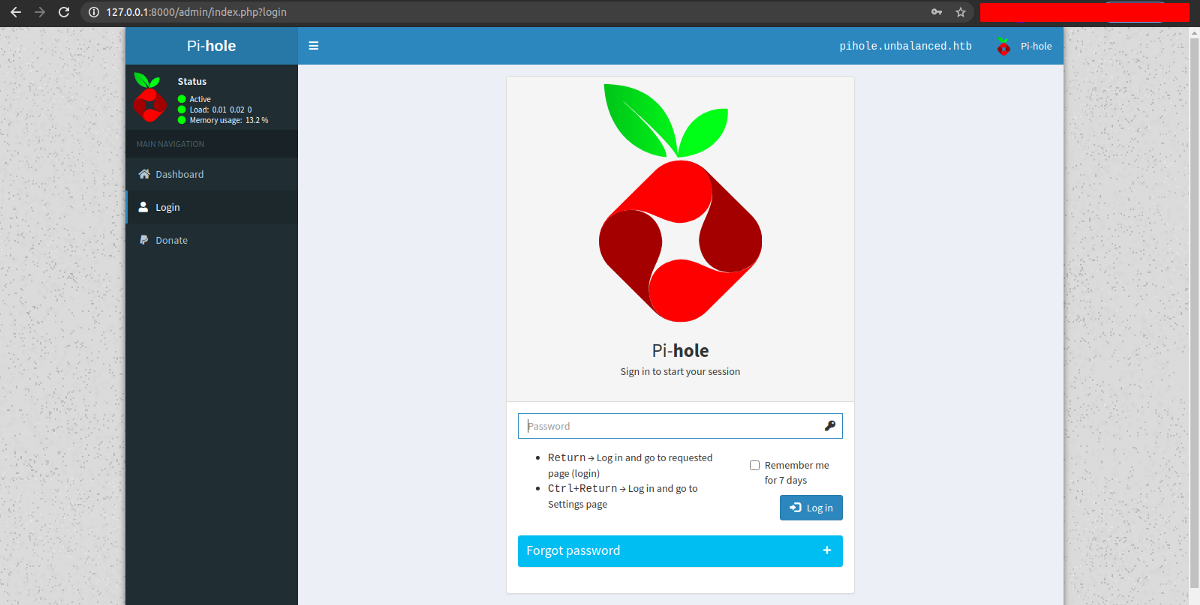 127.0.0.1:8000/admin/index.php?login
Pi-hole
pihole.unbalanced.htb
Pi-hole
Status
Active
Load: 0.01 0.02 0
Memory usage: 13.2 %
MAIN NAVIGATION
Dashboard
Login
Donate
Pi-hole
Sign in to start your session
Password
Return → Log in and go to requested
page (login)
Ctrl+Return → Log in and go to
Settings page
Remember me
for 7 days
Log in
Forgot password